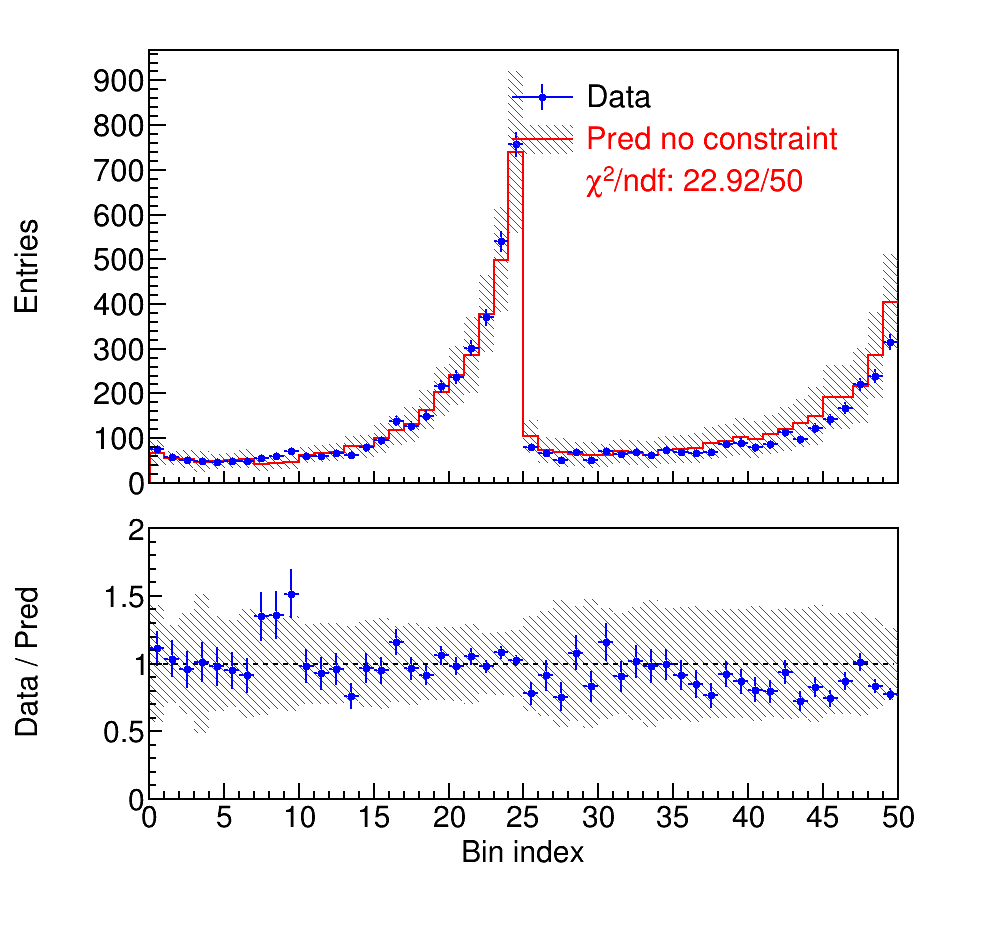 Entries
900
800
700
600
500
400
300
200
100
0
Data
Pred no constraint
χ²/ndf: 22.92/50
Data / Pred
2
1.5
1
0.5
0
0 5 10 15 20 25 30 35 40 45 50
Bin index